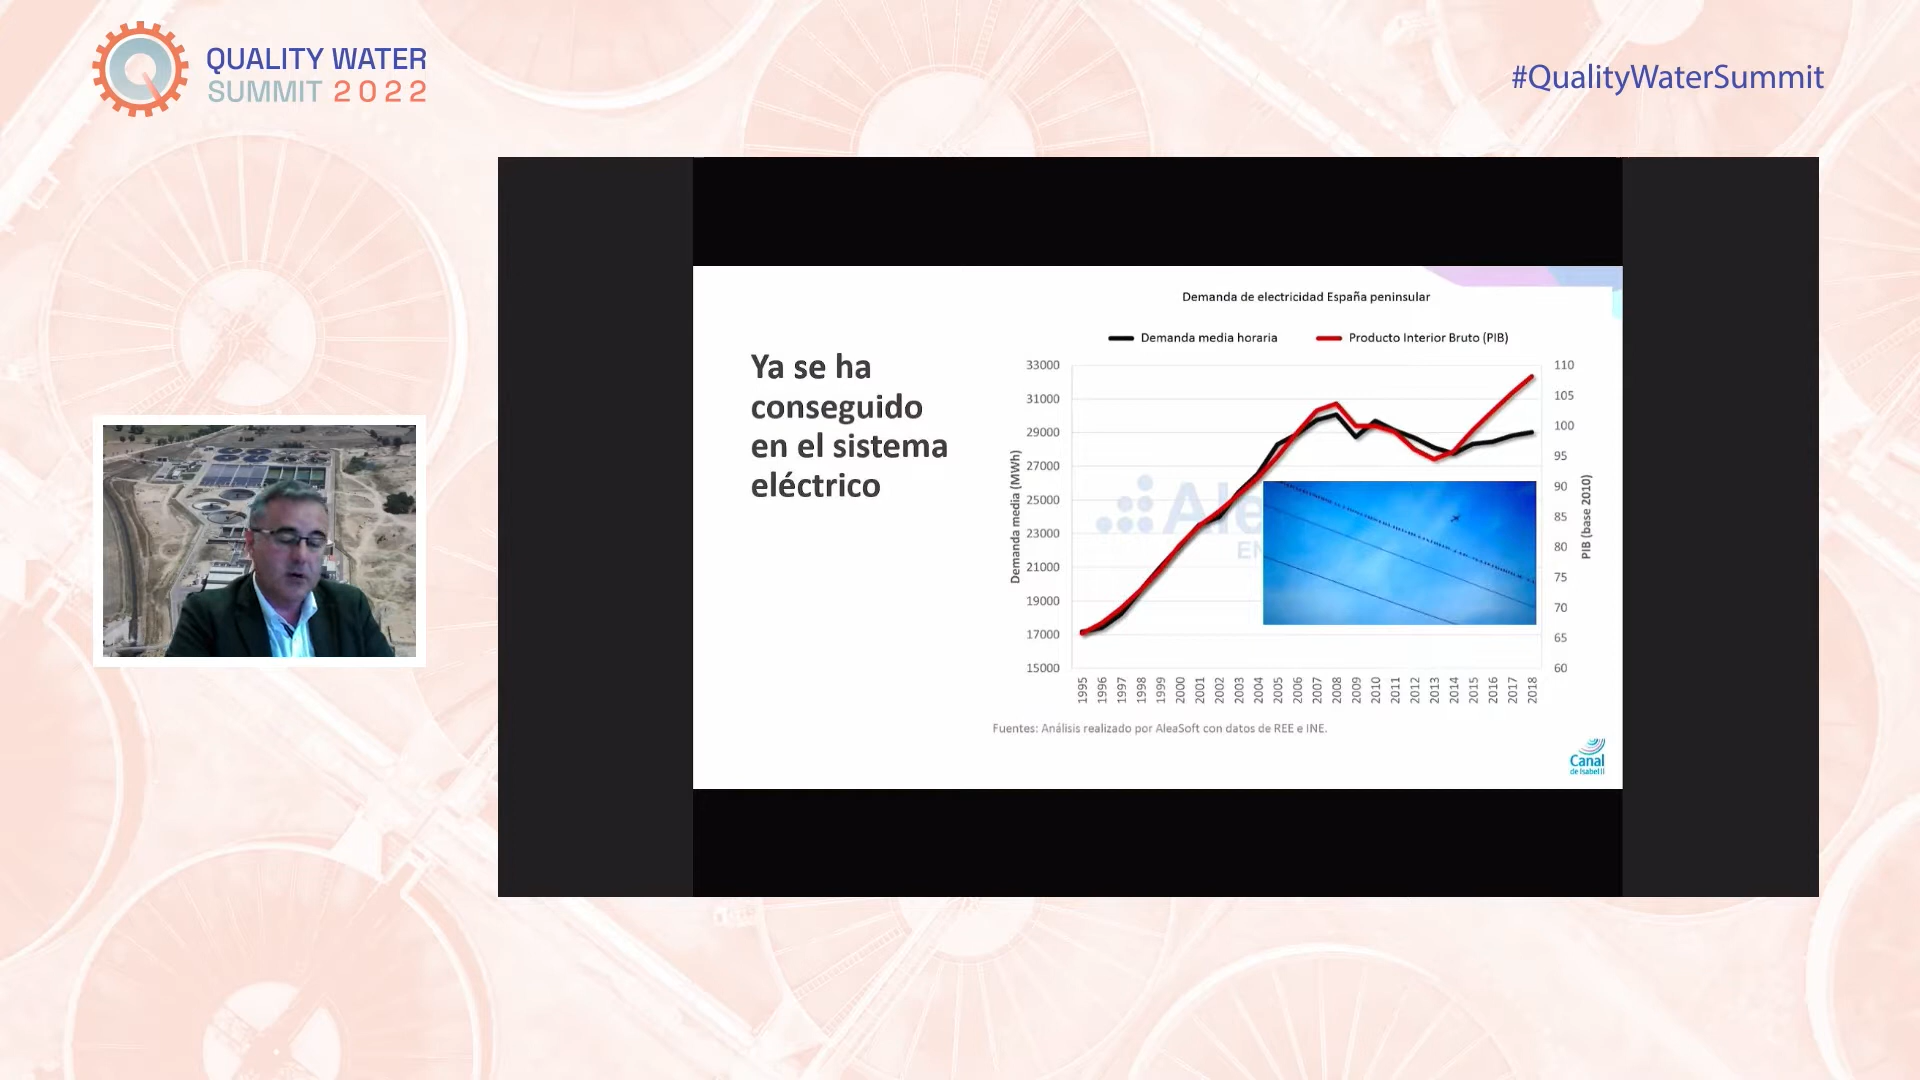 QUALITY WATER
SUMMIT 2022
#QualityWaterSummit
Ya se ha
conseguido
en el sistema
eléctrico
Demanda de electricidad España peninsular
Demanda media horaria
Producto Interior Bruto (PIB)
Demanda media (MWh)
33000
31000
29000
27000
25000
23000
21000
19000
17000
15000
110
105
100
95
90
85
80
75
70
65
60
PIB (base 2010)
1995 1996 1997 1998 1999 2000 2001 2002 2003 2004 2005 2006 2007 2008 2009 2010 2011 2012 2013 2014 2015 2016 2017 2018
Fuentes: Análisis realizado por AleaSoft con datos de REE e INE.
Canal
de Isabel II